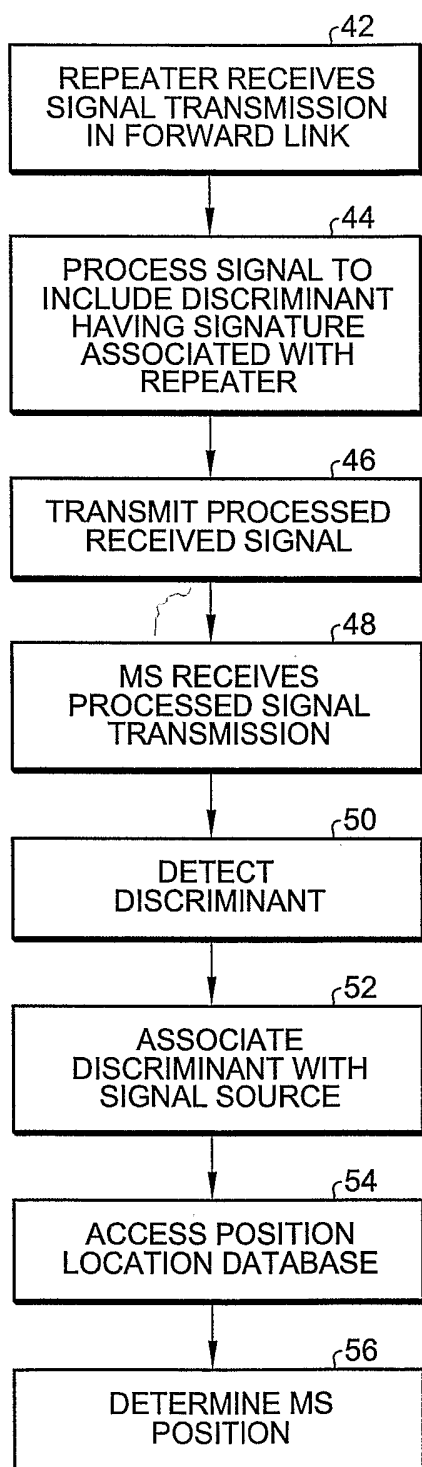 42
REPEATER RECEIVES
SIGNAL TRANSMISSION
IN FORWARD LINK
44
PROCESS SIGNAL TO
INCLUDE DISCRIMINANT
HAVING SIGNATURE
ASSOCIATED WITH
REPEATER
46
TRANSMIT PROCESSED
RECEIVED SIGNAL
48
MS RECEIVES
PROCESSED SIGNAL
TRANSMISSION
50
DETECT
DISCRIMINANT
52
ASSOCIATE
DISCRIMINANT WITH
SIGNAL SOURCE
54
ACCESS POSITION
LOCATION DATABASE
56
DETERMINE MS
POSITION